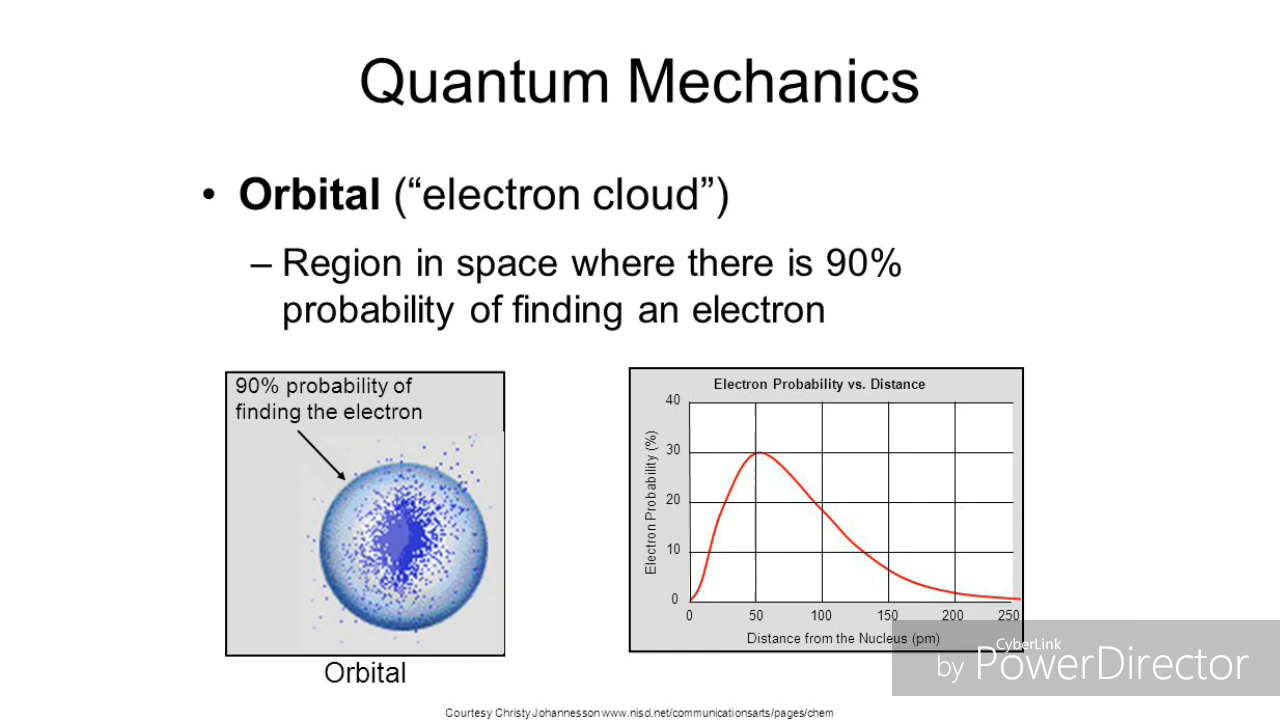 Quantum Mechanics
• Orbital (“electron cloud”)
– Region in space where there is 90%
probability of finding an electron
90% probability of
finding the electron
Orbital
Electron Probability vs. Distance
Electron Probability (%)
40
30
20
10
0
0 50 100 150 200 250
Distance from the Nucleus (pm)
CyberLink
by PowerDirector
Courtesy Christy Johannesson www.nisd.net/communicationsarts/pages/chem